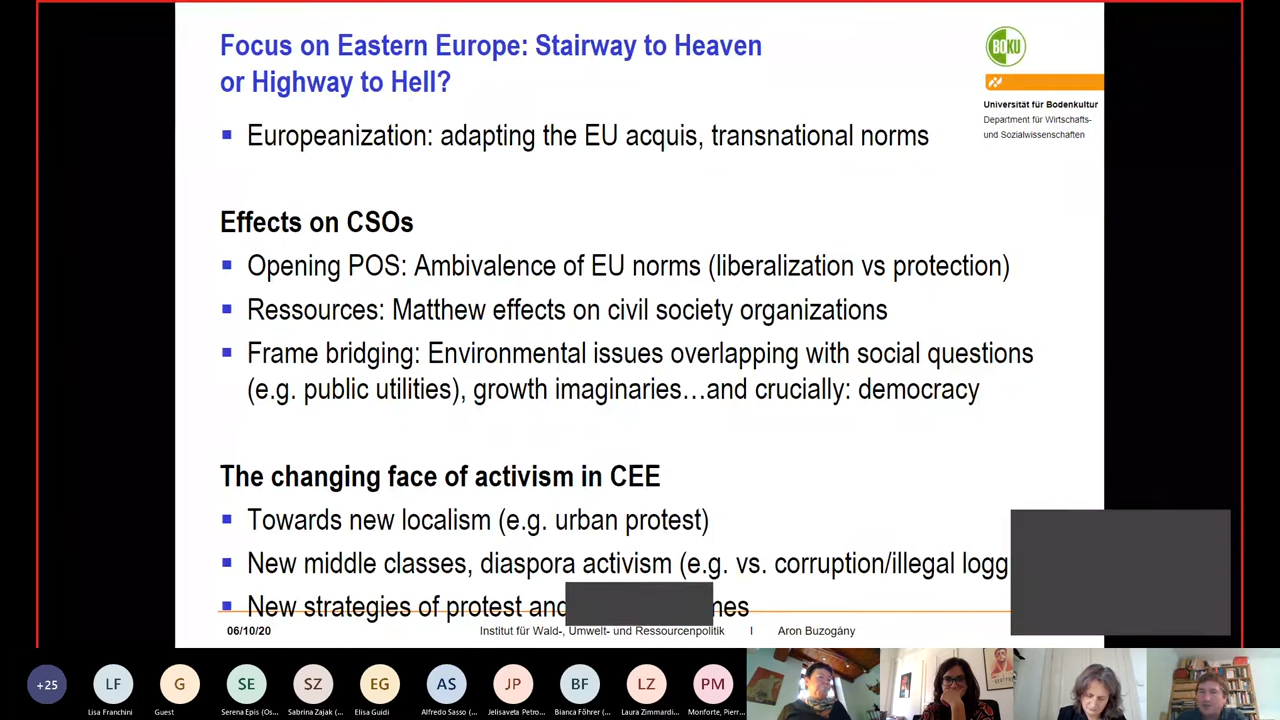 Focus on Eastern Europe: Stairway to Heaven
or Highway to Hell?
BOKU
Universität für Bodenkultur
Department für Wirtschafts-
und Sozialwissenschaften
Europeanization: adapting the EU acquis, transnational norms
Effects on CSOs
Opening POS: Ambivalence of EU norms (liberalization vs protection)
Ressources: Matthew effects on civil society organizations
Frame bridging: Environmental issues overlapping with social questions
(e.g. public utilities), growth imaginaries…and crucially: democracy
The changing face of activism in CEE
Towards new localism (e.g. urban protest)
New middle classes, diaspora activism (e.g. vs. corruption/illegal logg
New strategies of protest and mes
06/10/20 Institut für Wald-, Umwelt- und Ressourcenpolitik I Aron Buzogány
+25 LF G SE SZ EG AS JP BF LZ PM
Lisa Franchini Guest Serena Epis (Os... Sabrina Zajak (... Elisa Guidi Alfredo Sasso (... Jelisaveta Petro... Bianca Föhrer (... Laura Zimmardi... Monforte, Pierr...